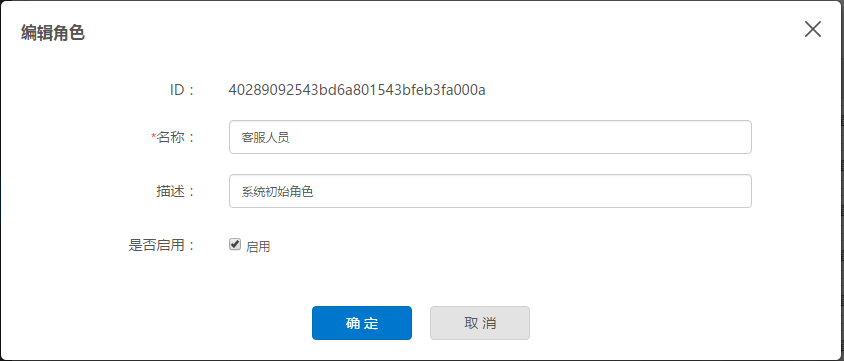 编辑角色
ID： 40289092543bd6a801543bfeb3fa000a
*名称： 客服人员
描述： 系统初始角色
是否启用： 启用
确 定 取 消